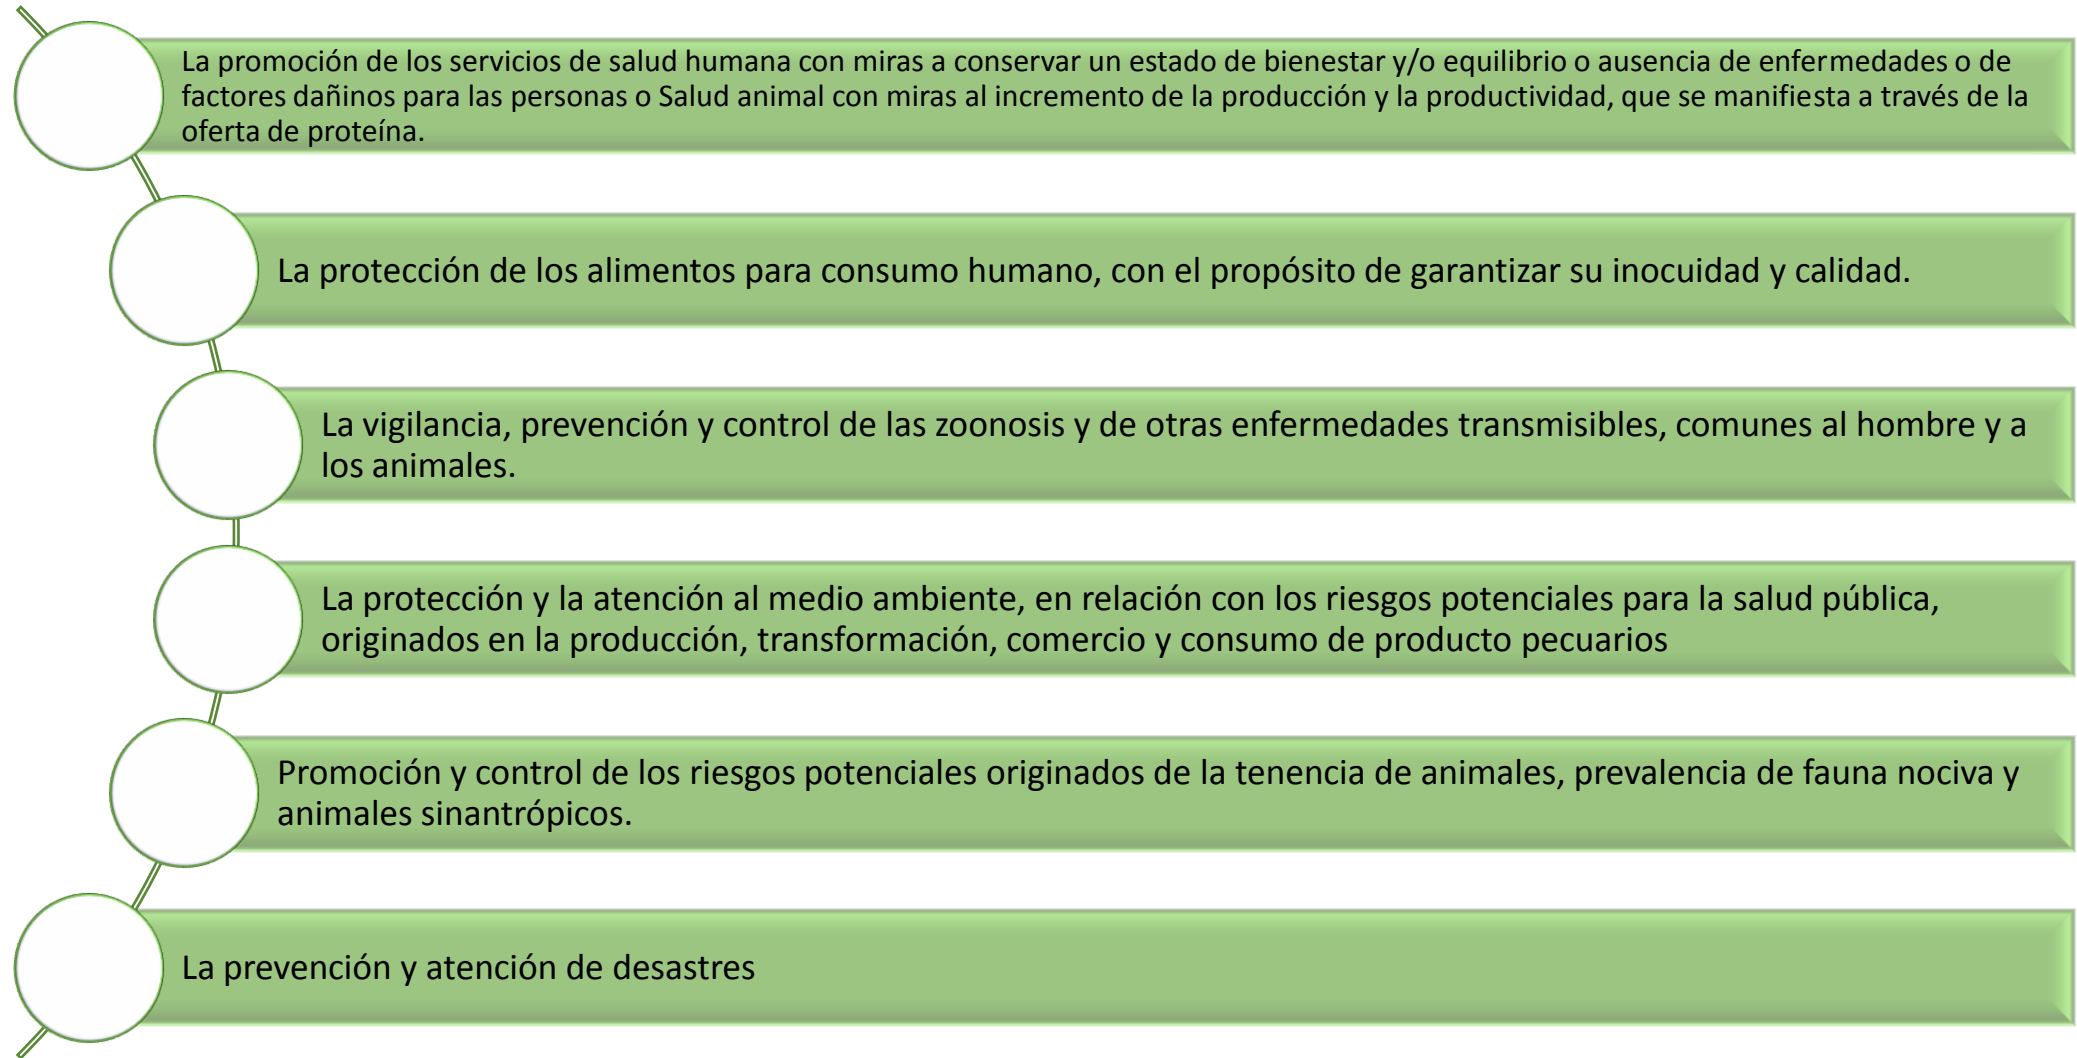 La promoción de los servicios de salud humana con miras a conservar un estado de bienestar y/o equilibrio o ausencia de enfermedades o de
factores dañinos para las personas o Salud animal con miras al incremento de la producción y la productividad, que se manifiesta a través de la
oferta de proteína.
La protección de los alimentos para consumo humano, con el propósito de garantizar su inocuidad y calidad.
La vigilancia, prevención y control de las zoonosis y de otras enfermedades transmisibles, comunes al hombre y a
los animales.
La protección y la atención al medio ambiente, en relación con los riesgos potenciales para la salud pública,
originados en la producción, transformación, comercio y consumo de producto pecuarios
Promoción y control de los riesgos potenciales originados de la tenencia de animales, prevalencia de fauna nociva y
animales sinantrópicos.
La prevención y atención de desastres